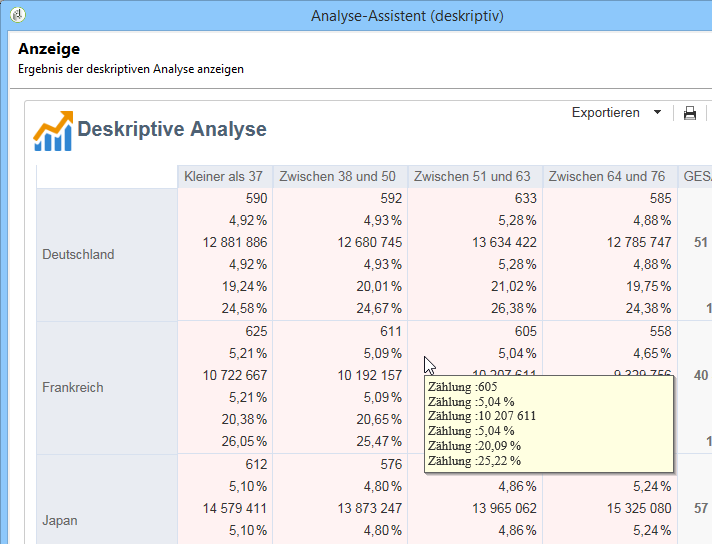 Analyse-Assistent (deskriptiv)
Anzeige
Ergebnis der deskriptiven Analyse anzeigen
Exportieren
Deskriptive Analyse
Kleiner als 37 Zwischen 38 und 50 Zwischen 51 und 63 Zwischen 64 und 76 GES
590 592 633 585
4,92 % 4,93 % 5,28 % 4,88 %
12 881 886 12 680 745 13 634 422 12 785 747 51
Deutschland
4,92 % 4,93 % 5,28 % 4,88 %
19,24 % 20,01 % 21,02 % 19,75 %
24,58 % 24,67 % 26,38 % 24,38 % 1
625 611 605 558
5,21 % 5,09 % 5,04 % 4,65 %
10 722 667 10 192 157 10 207 611 9 329 756 40
Frankreich
5,21 % 5,09 %
20,38 % 20,65 %
26,05 % 25,47 % 1
Zählung :605
Zählung :5,04 %
Zählung :10 207 611
Zählung :5,04 %
Zählung :20,09 %
Zählung :25,22 %
612 576
5,10 % 4,80 % 4,86 % 5,24 %
14 579 411 13 873 247 13 965 062 15 325 080 57
Japan
5,10 % 4,80 % 4,86 % 5,24 %